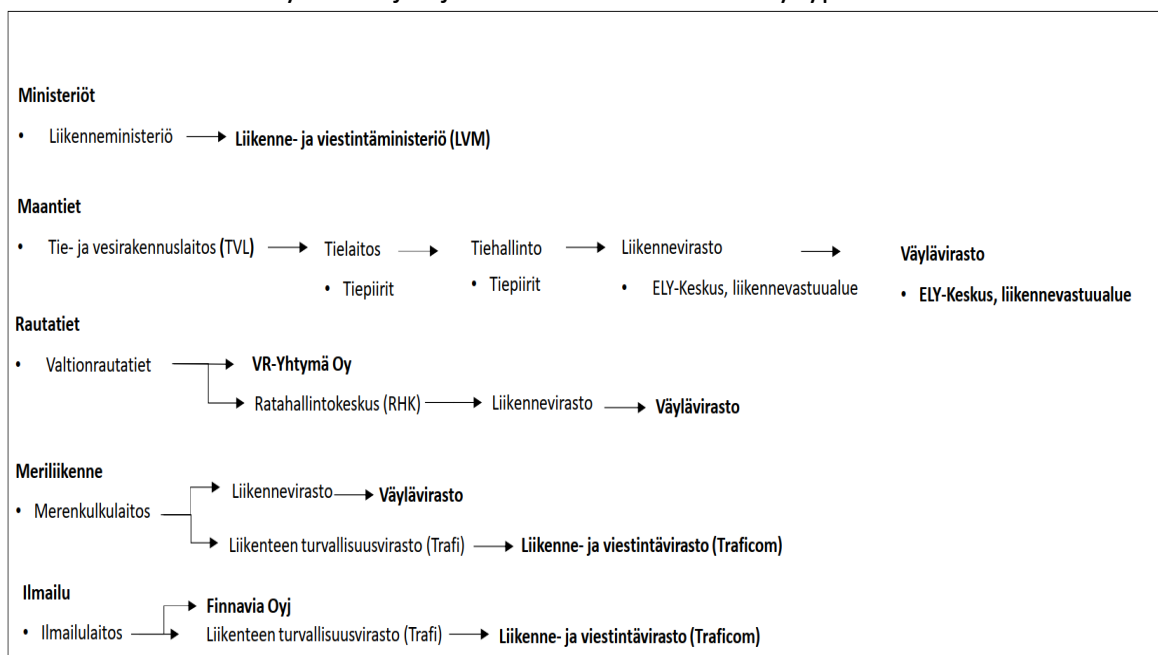 Ministeriöt
• Liikenneministeriö Liikenne- ja viestintäministeriö (LVM)
Maantiet
• Tie- ja vesirakennuslaitos (TVL) Tielaitos Tiehallinto Liikennevirasto Väylävirasto
• Tiepiirit • Tiepiirit • ELY-Keskus, liikennevastuualue • ELY-Keskus, liikennevastuualue
Rautatiet
• Valtionrautatiet VR-Yhtymä Oy
Ratahallintokeskus (RHK) Liikennevirasto Väylävirasto
Meriliikenne
Liikennevirasto Väylävirasto
• Merenkulkulaitos
Liikenteen turvallisuusvirasto (Trafi) Liikenne- ja viestintävirasto (Traficom)
Ilmailu
Finnavia Oyj
• Ilmailulaitos Liikenteen turvallisuusvirasto (Trafi) Liikenne- ja viestintävirasto (Traficom)